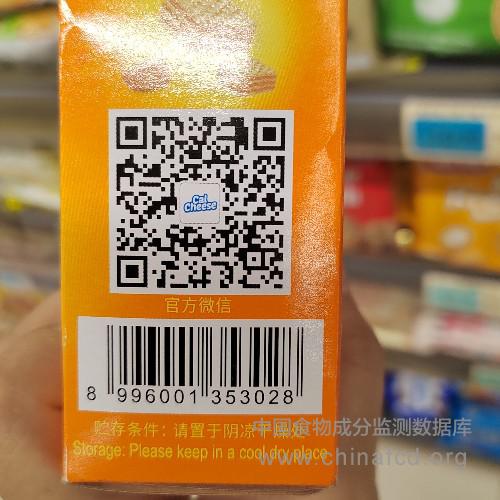 Cal
Cheese
官方微信
8 996001 353028
贮存条件：请置于阴凉干燥处
Storage: Please keep in a cool dry place
中国食物成分监测数据库
www.chinafcd.org